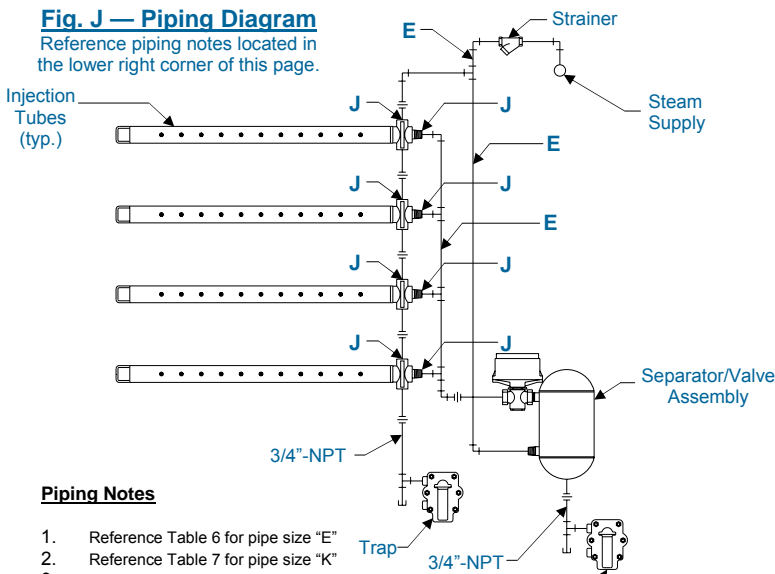 Fig. J — Piping Diagram
Reference piping notes located in
the lower right corner of this page.
E
Strainer
Injection
Tubes
(typ.)
J
J
Steam
Supply
E
J
J
E
J
J
J
J
Separator/Valve
Assembly
3/4”-NPT
Piping Notes
1. Reference Table 6 for pipe size “E”
2. Reference Table 7 for pipe size “K”
Trap
3/4”-NPT